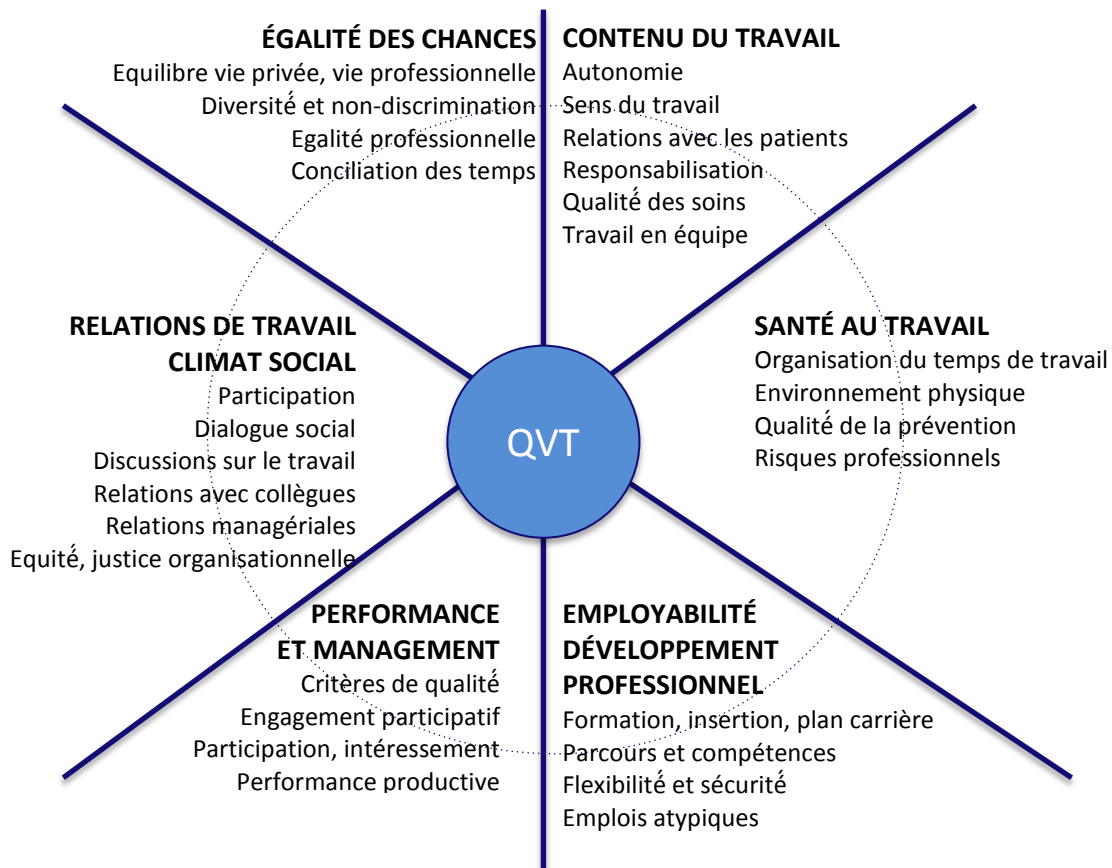 ÉGALITÉ DES CHANCES
Equilibre vie privée, vie professionnelle
Diversité et non-discrimination
Egalité professionnelle
Conciliation des temps
CONTENU DU TRAVAIL
Autonomie
Sens du travail
Relations avec les patients
Responsabilisation
Qualité des soins
Travail en équipe
RELATIONS DE TRAVAIL
CLIMAT SOCIAL
Participation
Dialogue social
Discussions sur le travail
Relations avec collègues
Relations managériales
Equité, justice organisationnelle
QVT
SANTÉ AU TRAVAIL
Organisation du temps de travail
Environnement physique
Qualité de la prévention
Risques professionnels
PERFORMANCE
ET MANAGEMENT
Critères de qualité
Engagement participatif
Participation, intéressement
Performance productive
EMPLOYABILITÉ
DÉVELOPPEMENT
PROFESSIONNEL
Formation, insertion, plan carrière
Parcours et compétences
Flexibilité et sécurité
Emplois atypiques